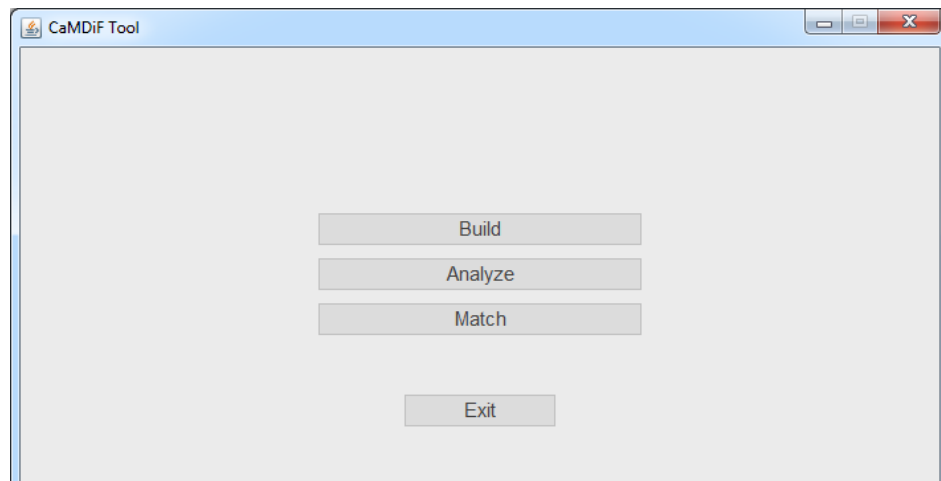 CaMDiF Tool
Build
Analyze
Match
Exit